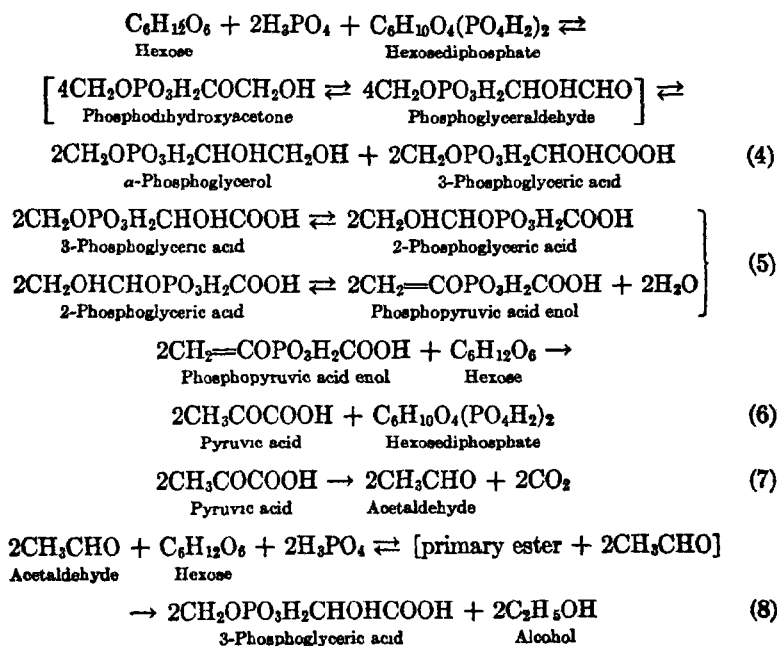 C₆H₁₂O₆ + 2H₃PO₄ + C₆H₁₀O₄(PO₄H₂)₂ ⇄
Hexose Hexosediphosphate
[4CH₂OPO₃H₂COCH₂OH ⇄ 4CH₂OPO₃H₂CHOHCHO] ⇄
Phosphodihydroxyacetone Phosphoglyceraldehyde
2CH₂OPO₃H₂CHOHCH₂OH + 2CH₂OPO₃H₂CHOHCOOH (4)
α-Phosphoglycerol 3-Phosphoglyceric acid
2CH₂OPO₃H₂CHOHCOOH ⇄ 2CH₂OHCHOPO₃H₂COOH
3-Phosphoglyceric acid 2-Phosphoglyceric acid
(5)
2CH₂OHCHOPO₃H₂COOH ⇄ 2CH₂=COPO₃H₂COOH + 2H₂O
2-Phosphoglyceric acid Phosphopyruvic acid enol
2CH₂=COPO₃H₂COOH + C₆H₁₂O₆ →
Phosphopyruvic acid enol Hexose
2CH₃COCOOH + C₆H₁₀O₄(PO₄H₂)₂ (6)
Pyruvic acid Hexosediphosphate
2CH₃COCOOH → 2CH₃CHO + 2CO₂ (7)
Pyruvic acid Acetaldehyde
2CH₃CHO + C₆H₁₂O₆ + 2H₃PO₄ ⇄ [primary ester + 2CH₃CHO]
Acetaldehyde Hexose
→ 2CH₂OPO₃H₂CHOHCOOH + 2C₂H₅OH (8)
3-Phosphoglyceric acid Alcohol